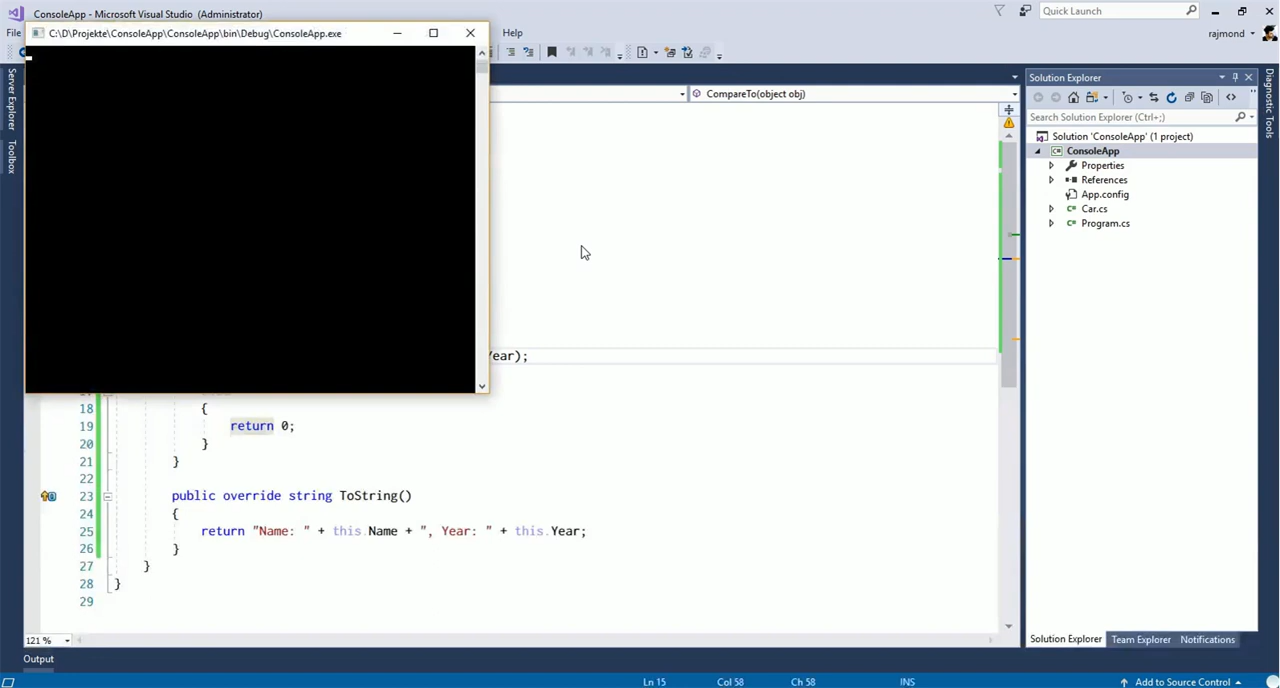 ConsoleApp - Microsoft Visual Studio (Administrator)
Quick Launch
File
C:\D\Projekte\ConsoleApp\ConsoleApp\bin\Debug\ConsoleApp.exe
Help
rajmond
Server Explorer
Toolbox
CompareTo(object obj)
Solution Explorer
Search Solution Explorer (Ctrl+;)
Solution 'ConsoleApp' (1 project)
ConsoleApp
Properties
References
App.config
Car.cs
Program.cs
Diagnostic Tools
Year);
18 {
19 return 0;
20 }
21 }
22
23 public override string ToString()
24 {
25 return "Name: " + this.Name + ", Year: " + this.Year;
26 }
27 }
28 }
29
121 %
Solution Explorer Team Explorer Notifications
Output
Ln 15 Col 58 Ch 58 INS Add to Source Control